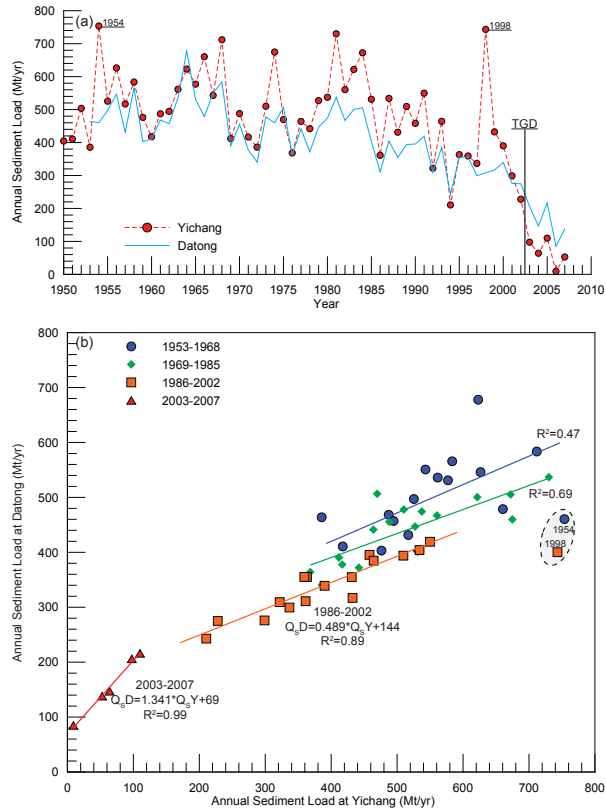 (a)
1954
1998
TGD
Yichang
Datong
Annual Sediment Load (Mt/yr)
800
700
600
500
400
300
200
100
0
1950 1955 1960 1965 1970 1975 1980 1985 1990 1995 2000 2005 2010
Year
(b)
1953-1968
1969-1985
1986-2002
2003-2007
R²=0.47
R²=0.69
1954
1998
1986-2002
QₛD=0.489*QₛY+144
R²=0.89
2003-2007
QₛD=1.341*QₛY+69
R²=0.99
Annual Sediment Load at Datong (Mt/yr)
800
700
600
500
400
300
200
100
0
0 100 200 300 400 500 600 700 800
Annual Sediment Load at Yichang (Mt/yr)